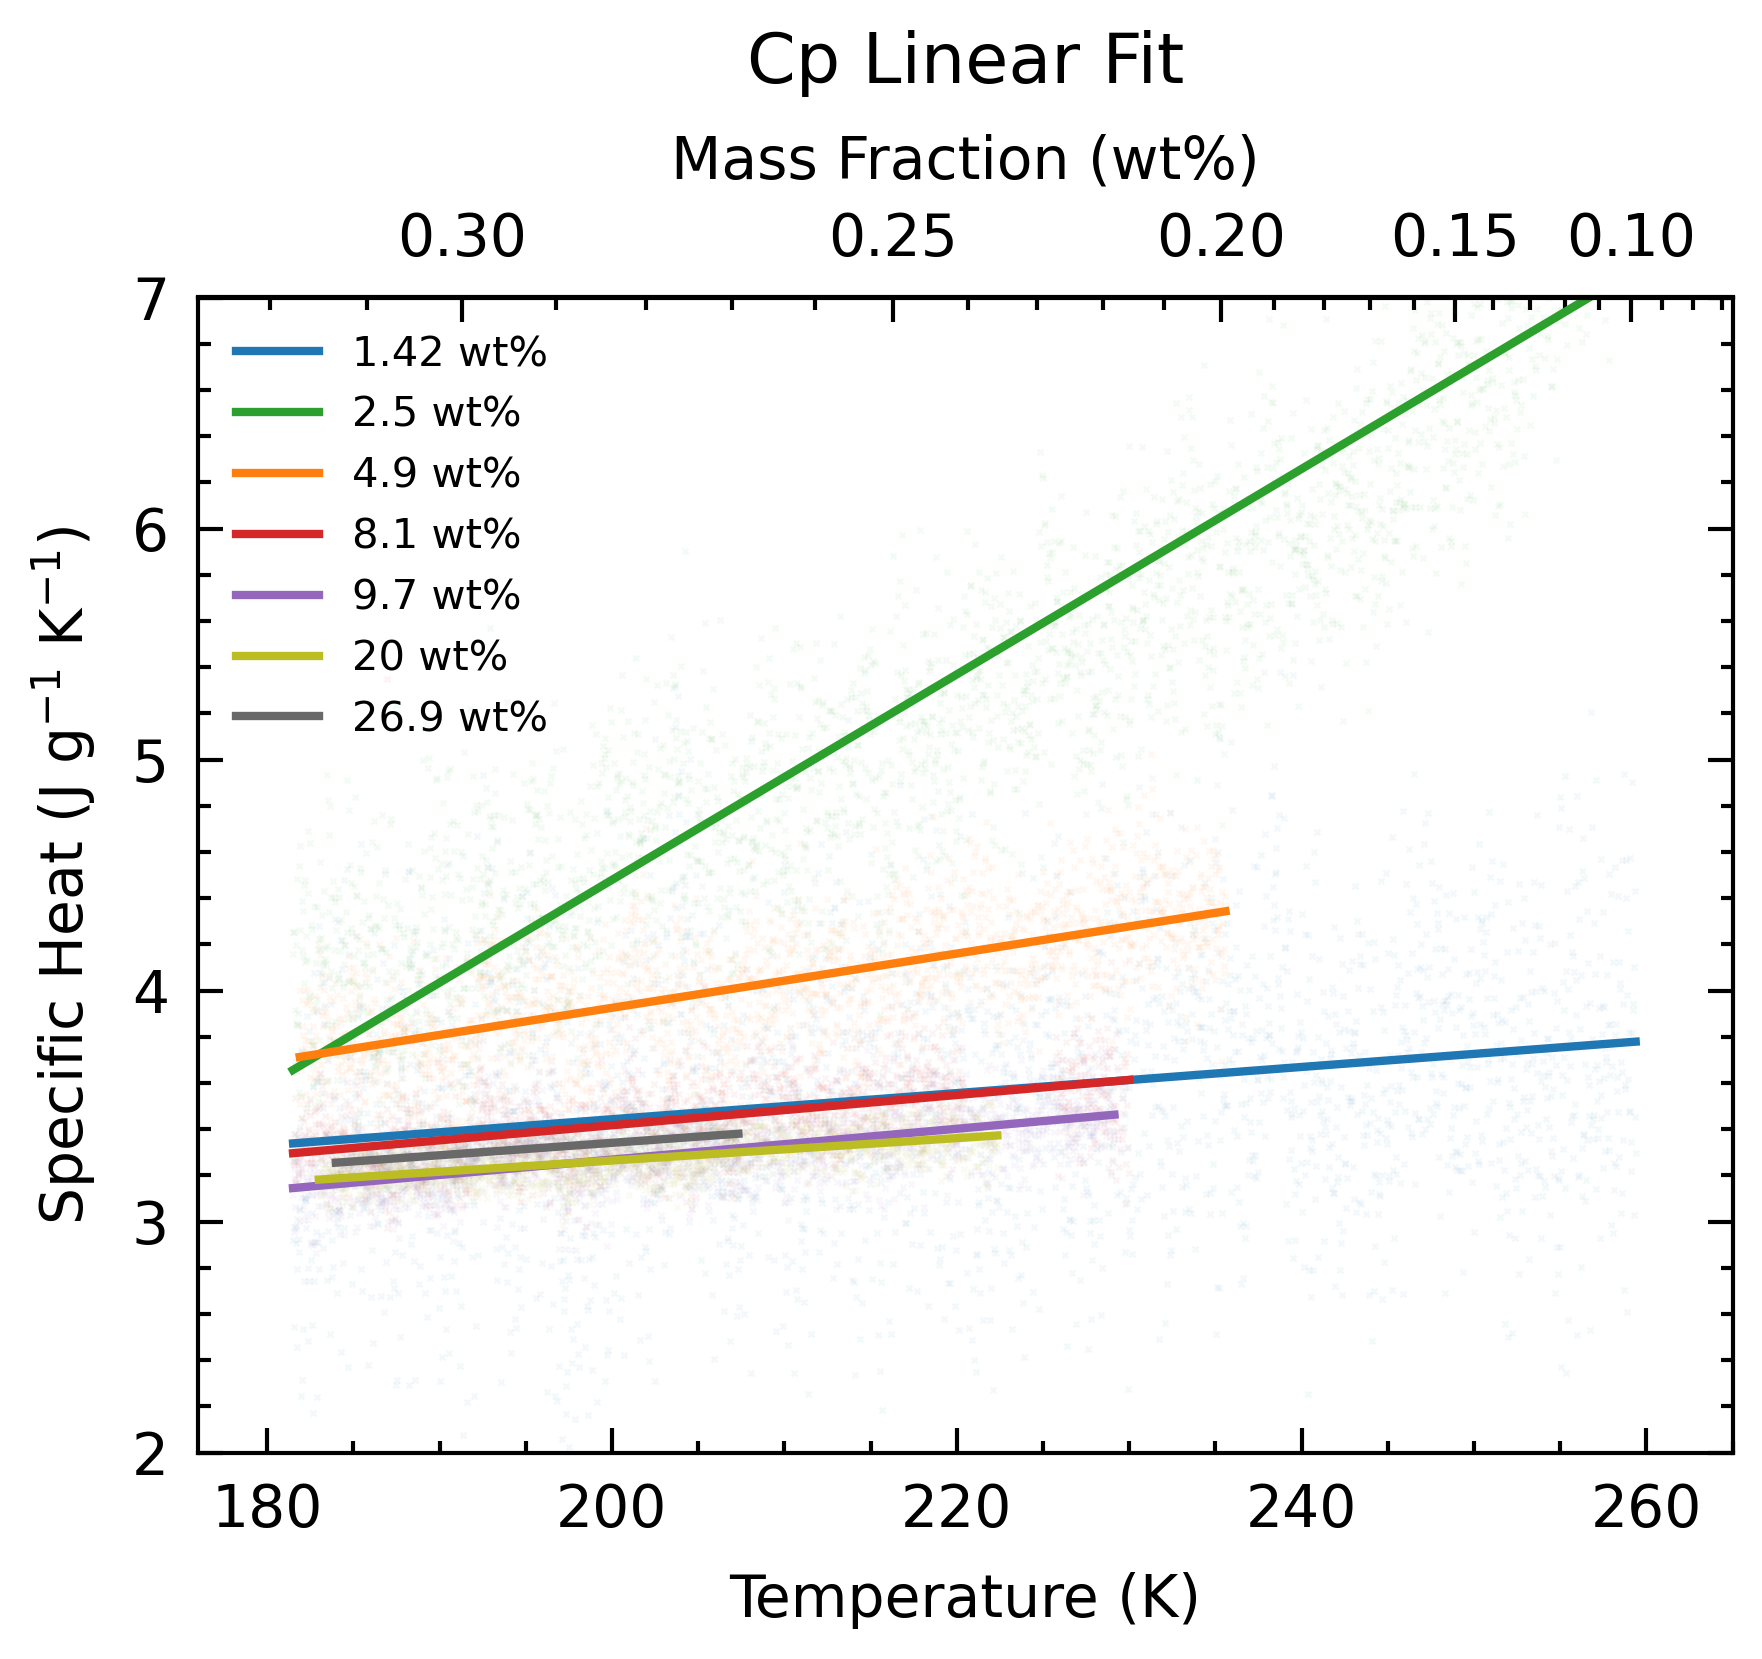 Cp Linear Fit
Mass Fraction (wt%)
0.30 0.25 0.20 0.15 0.10
7
6
5
4
3
2
Specific Heat (J g⁻¹ K⁻¹)
1.42 wt%
2.5 wt%
4.9 wt%
8.1 wt%
9.7 wt%
20 wt%
26.9 wt%
180 200 220 240 260
Temperature (K)